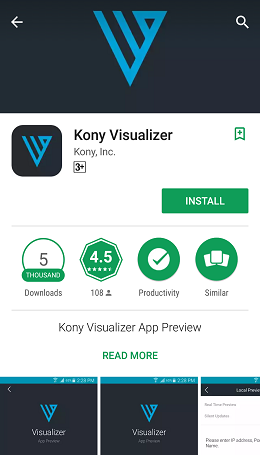 Kony Visualizer
Kony, Inc.
3+
INSTALL
5
THOUSAND
4.5
Downloads
108
Productivity
Similar
Kony Visualizer App Preview
READ MORE
2:28 PM
2:28 PM
Visualizer
App Preview
Visualizer
App Preview
Local Previe
Real Time Preview
Client Updates
Please enter IP address, Po
Name.